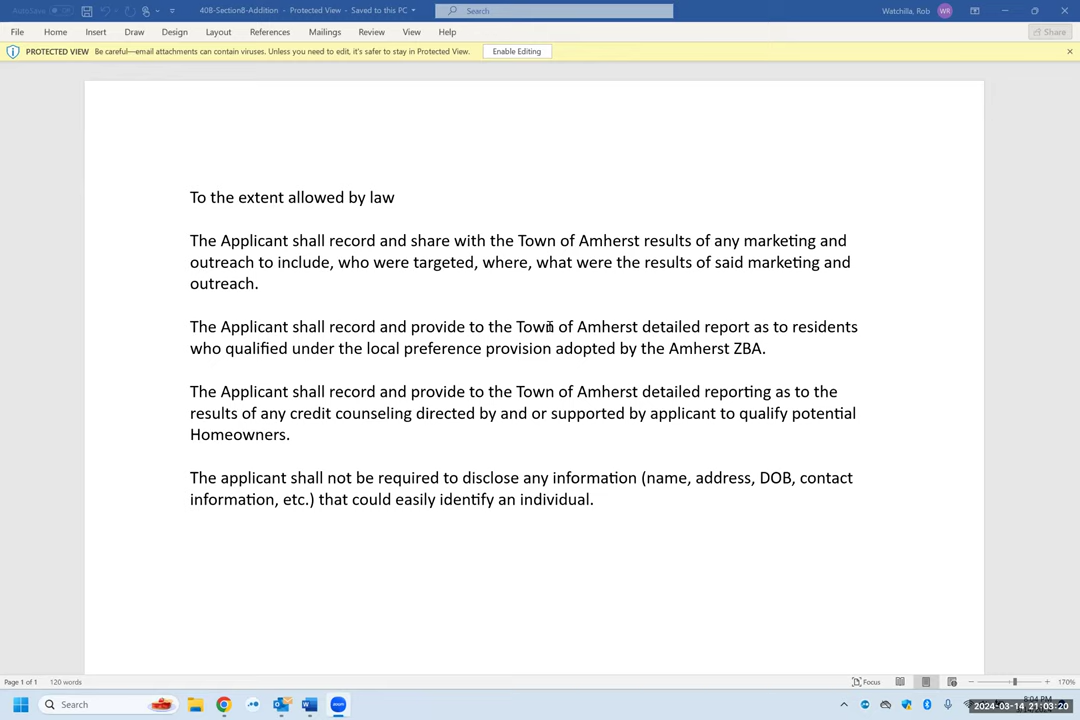 AutoSave Off 40B-SectionB-Addition · Protected View • Saved to this PC Search Watchilla, Rob WR
File Home Insert Draw Design Layout References Mailings Review View Help Share
PROTECTED VIEW Be careful—email attachments can contain viruses. Unless you need to edit, it's safer to stay in Protected View. Enable Editing
To the extent allowed by law
The Applicant shall record and share with the Town of Amherst results of any marketing and
outreach to include, who were targeted, where, what were the results of said marketing and
outreach.
The Applicant shall record and provide to the Town of Amherst detailed report as to residents
who qualified under the local preference provision adopted by the Amherst ZBA.
The Applicant shall record and provide to the Town of Amherst detailed reporting as to the
results of any credit counseling directed by and or supported by applicant to qualify potential
Homeowners.
The applicant shall not be required to disclose any information (name, address, DOB, contact
information, etc.) that could easily identify an individual.
Page 1 of 1 120 words Focus 170%
Search zoom 8:04 PM
2024-03-14 21:03:20